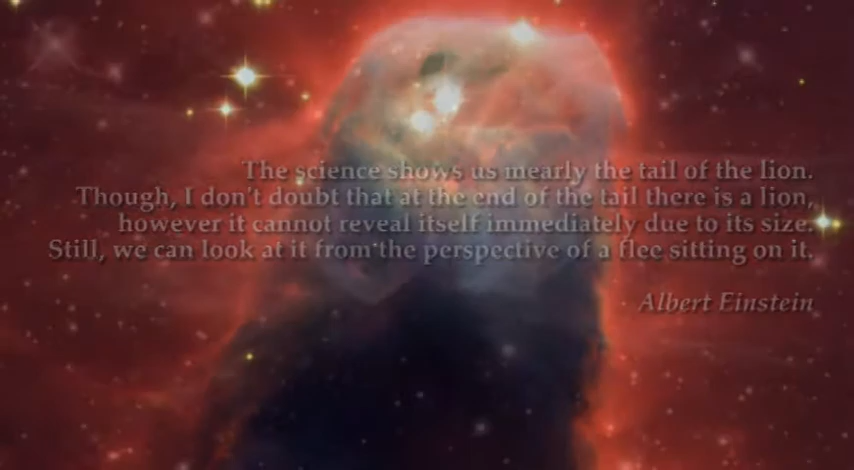 The science shows us mearly the tail of the lion.
Though, I don't doubt that at the end of the tail there is a lion,
however it cannot reveal itself immediately due to its size.
Still, we can look at it from the perspective of a flee sitting on it.
Albert Einstein